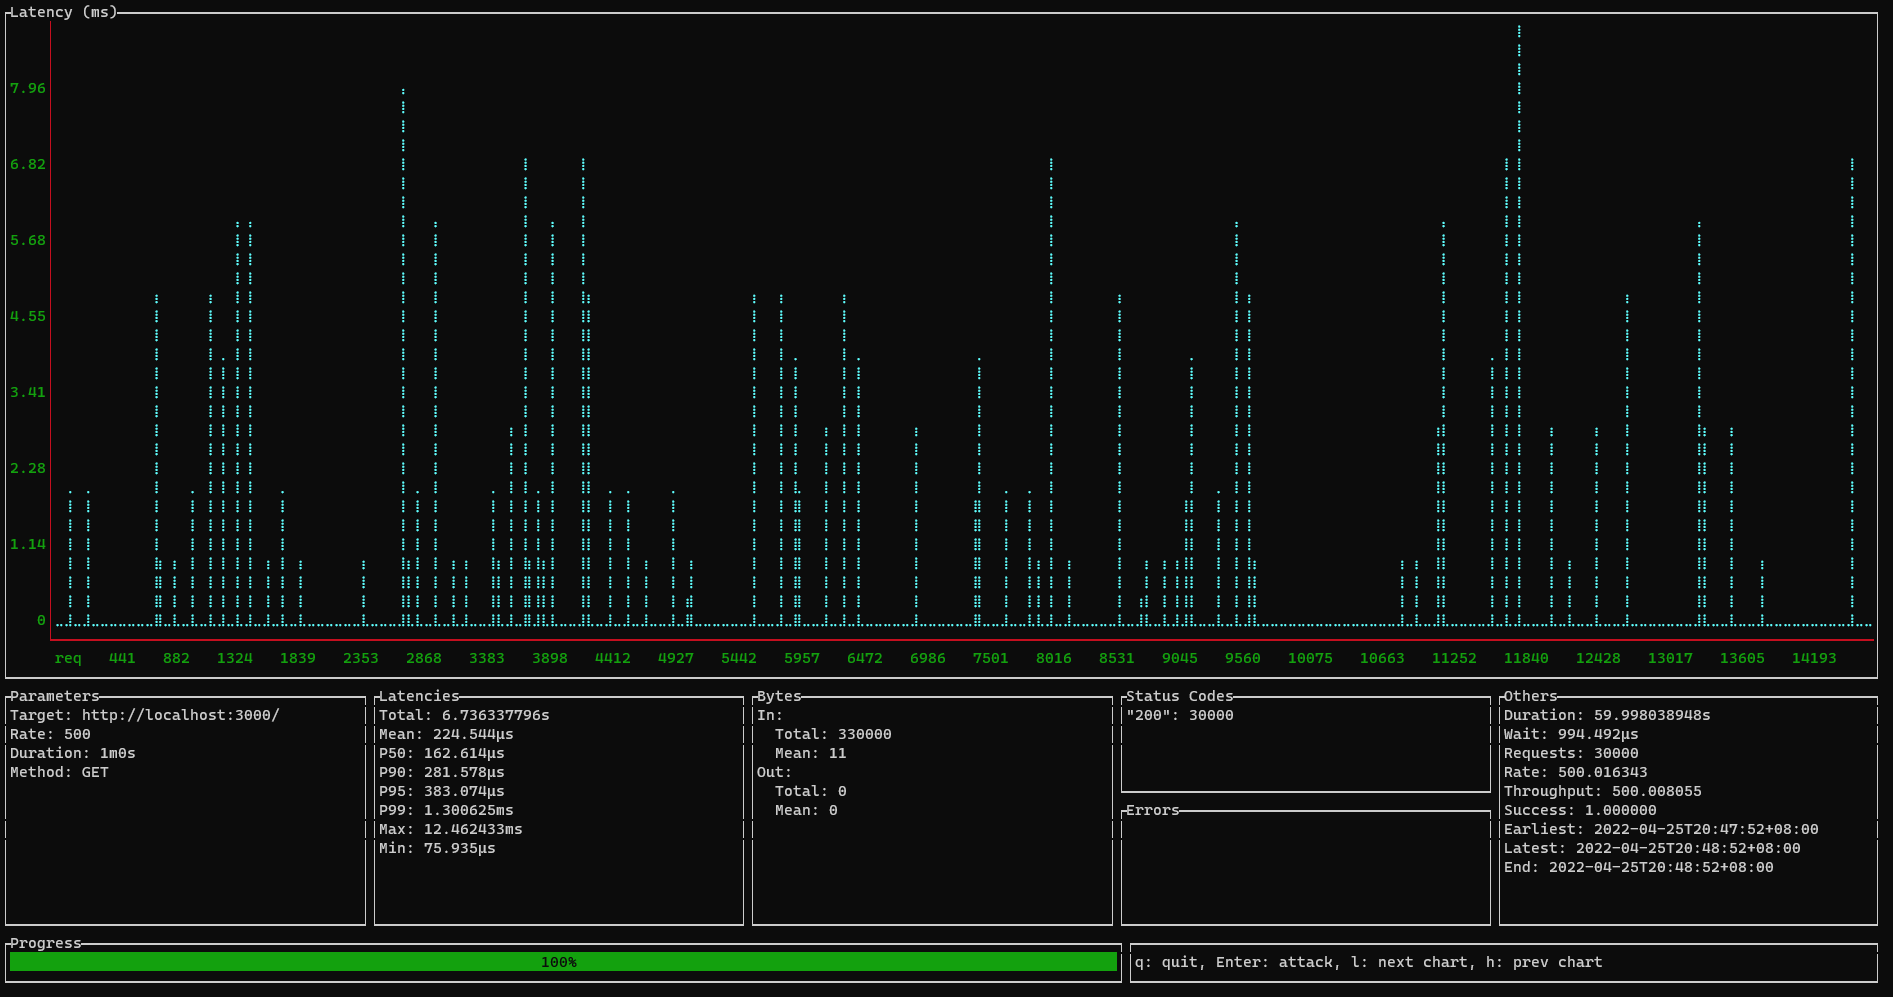 Latency (ms)
7.96
6.82
5.68
4.55
3.41
2.28
1.14
0
req 441 882 1324 1839 2353 2868 3383 3898 4412 4927 5442 5957 6472 6986 7501 8016 8531 9045 9560 10075 10663 11252 11840 12428 13017 13605 14193
Parameters
Target: http://localhost:3000/
Rate: 500
Duration: 1m0s
Method: GET
Latencies
Total: 6.736337796s
Mean: 224.544µs
P50: 162.614µs
P90: 281.578µs
P95: 383.074µs
P99: 1.300625ms
Max: 12.462433ms
Min: 75.935µs
Bytes
In:
Total: 330000
Mean: 11
Out:
Total: 0
Mean: 0
Status Codes
"200": 30000
Errors
Others
Duration: 59.998038948s
Wait: 994.492µs
Requests: 30000
Rate: 500.016343
Throughput: 500.008055
Success: 1.000000
Earliest: 2022-04-25T20:47:52+08:00
Latest: 2022-04-25T20:48:52+08:00
End: 2022-04-25T20:48:52+08:00
Progress
100%
q: quit, Enter: attack, l: next chart, h: prev chart